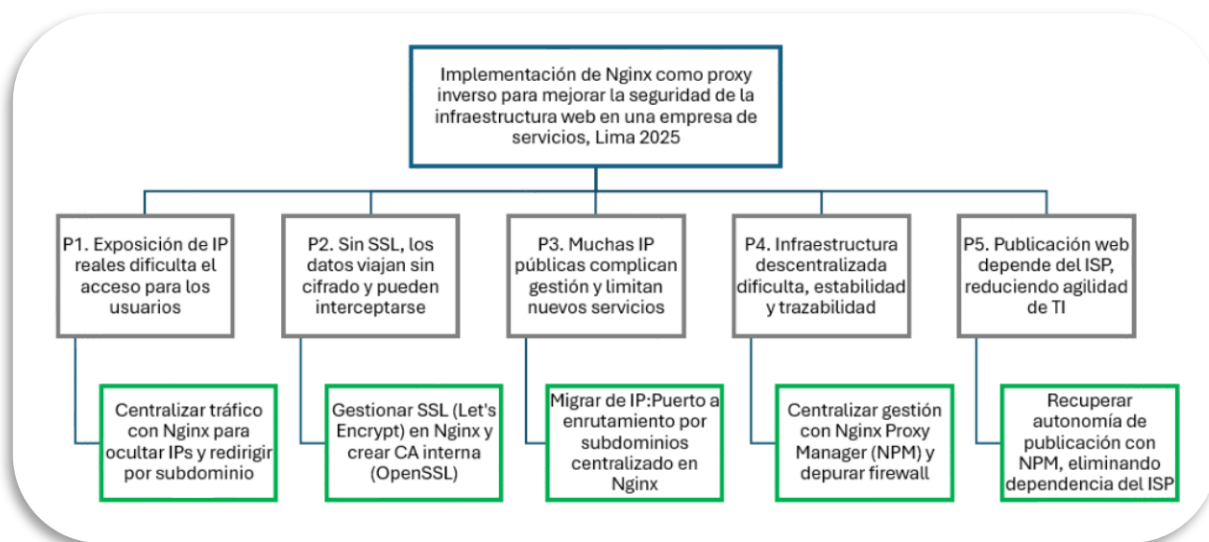 Implementación de Nginx como proxy
inverso para mejorar la seguridad de la
infraestructura web en una empresa de
servicios, Lima 2025
P1. Exposición de IP
reales dificulta el
acceso para los
usuarios
P2. Sin SSL, los
datos viajan sin
cifrado y pueden
interceptarse
P3. Muchas IP
públicas complican
gestión y limitan
nuevos servicios
P4. Infraestructura
descentralizada
dificulta, estabilidad
y trazabilidad
P5. Publicación web
depende del ISP,
reduciendo agilidad
de TI
Centralizar tráfico
con Nginx para
ocultar IPs y redirigir
por subdominio
Gestionar SSL (Let's
Encrypt) en Nginx y
crear CA interna
(OpenSSL)
Migrar de IP:Puerto a
enrutamiento por
subdominios
centralizado en
Nginx
Centralizar gestión
con Nginx Proxy
Manager (NPM) y
depurar firewall
Recuperar
autonomía de
publicación con
NPM, eliminando
dependencia del ISP